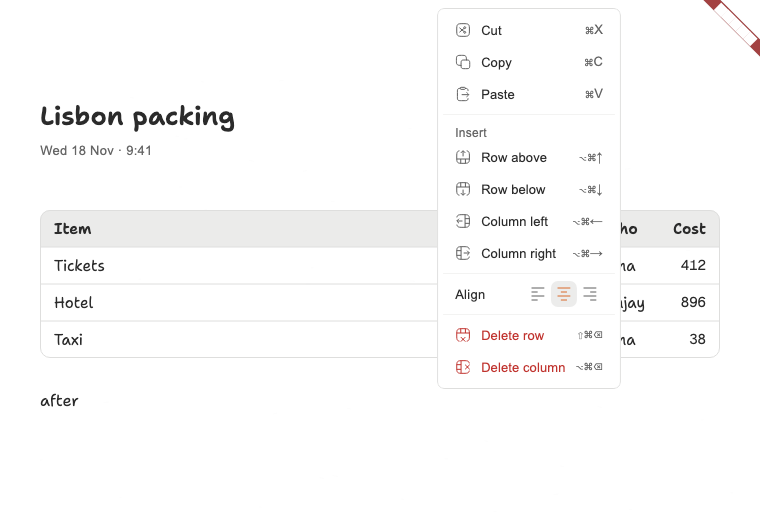 Lisbon packing
Wed 18 Nov · 9:41
Item Cost
Tickets 412
Hotel 896
Taxi 38
after
Cut ⌘X
Copy ⌘C
Paste ⌘V
Insert
Row above ⌥⌘↑
Row below ⌥⌘↓
Column left ⌥⌘←
Column right ⌥⌘→
Align
Delete row ⇧⌘⌫
Delete column ⌥⌘⌫